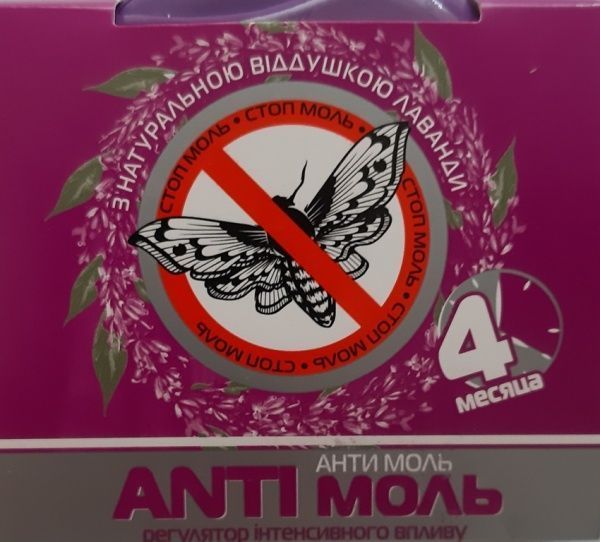 З НАТУРАЛЬНОЮ ВІДДУШКОЮ ЛАВАНДИ
СТОП МОЛЬ • СТОП МОЛЬ • СТОП МОЛЬ • СТОП МОЛЬ • СТОП МОЛЬ •
4
месяца
АНТИ МОЛЬ
ANTI МОЛЬ
регулятор інтенсивного впливу